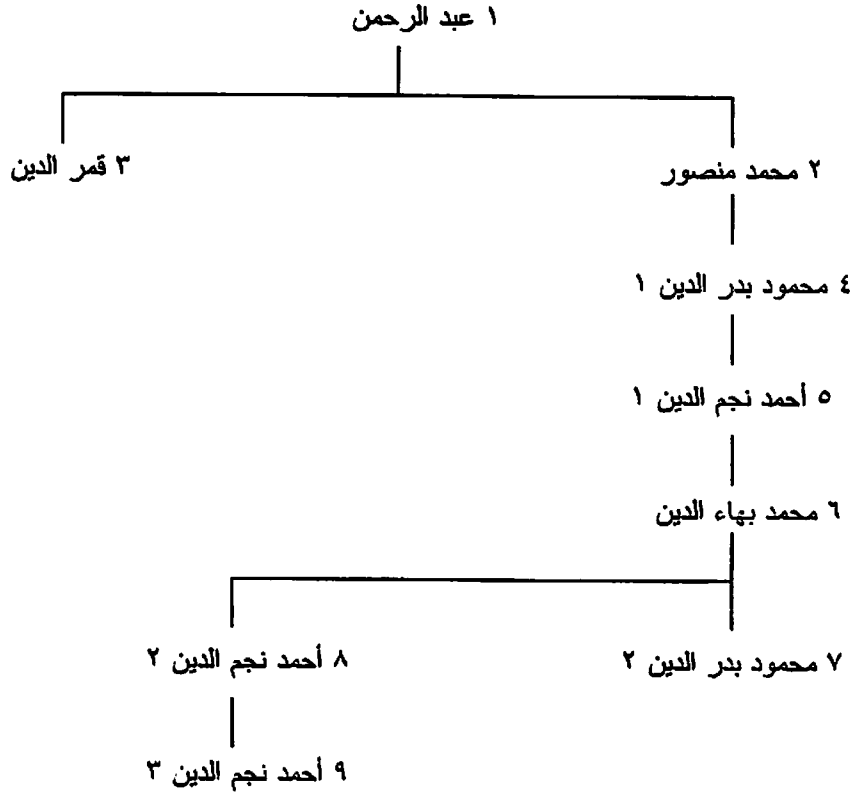 ١ عبد الرحمن
٢ محمد منصور
٣ قمر الدين
٤ محمود بدر الدين ١
٥ أحمد نجم الدين ١
٦ محمد بهاء الدين
٧ محمود بدر الدين ٢
٨ أحمد نجم الدين ٢
٩ أحمد نجم الدين ٣